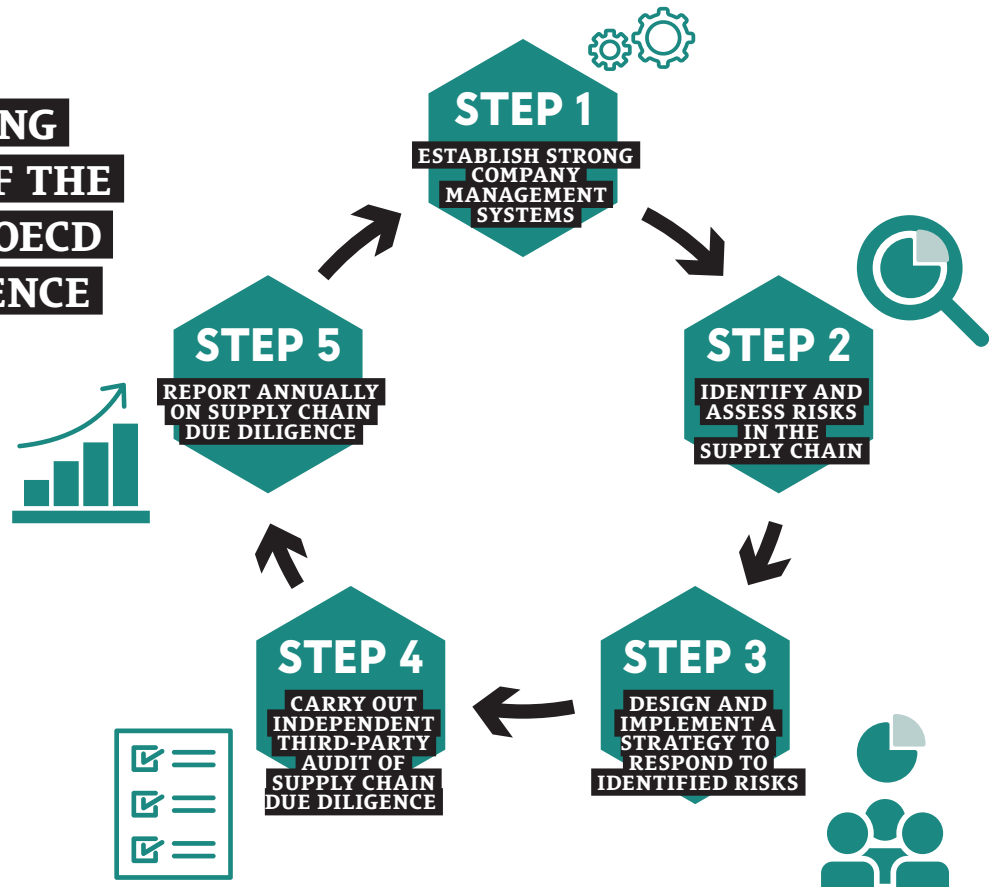 NG
F THE
OECD
ENCE
STEP 1
ESTABLISH STRONG
COMPANY
MANAGEMENT
SYSTEMS
STEP 2
IDENTIFY AND
ASSESS RISKS
IN THE
SUPPLY CHAIN
STEP 3
DESIGN AND
IMPLEMENT A
STRATEGY TO
RESPOND TO
IDENTIFIED RISKS
STEP 4
CARRY OUT
INDEPENDENT
THIRD-PARTY
AUDIT OF
SUPPLY CHAIN
DUE DILIGENCE
STEP 5
REPORT ANNUALLY
ON SUPPLY CHAIN
DUE DILIGENCE